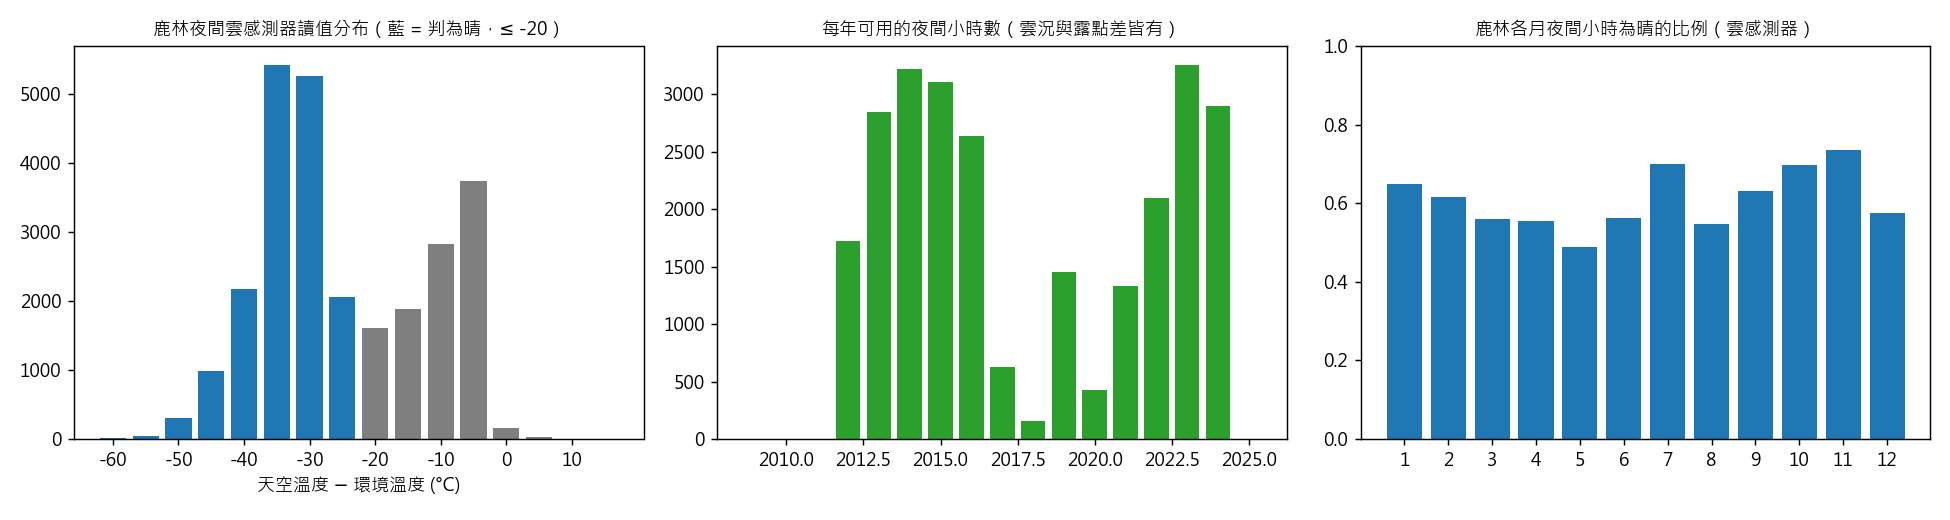 鹿林夜間雲感測器讀值分布（藍 = 判為晴，≤ -20）
5000
4000
3000
2000
1000
0
-60 -50 -40 -30 -20 -10 0 10
天空溫度 − 環境溫度 (°C)
每年可用的夜間小時數（雲況與露點差皆有）
3000
2500
2000
1500
1000
500
0
2010.0 2012.5 2015.0 2017.5 2020.0 2022.5 2025.0
鹿林各月夜間小時為晴的比例（雲感測器）
1.0
0.8
0.6
0.4
0.2
0.0
1 2 3 4 5 6 7 8 9 10 11 12